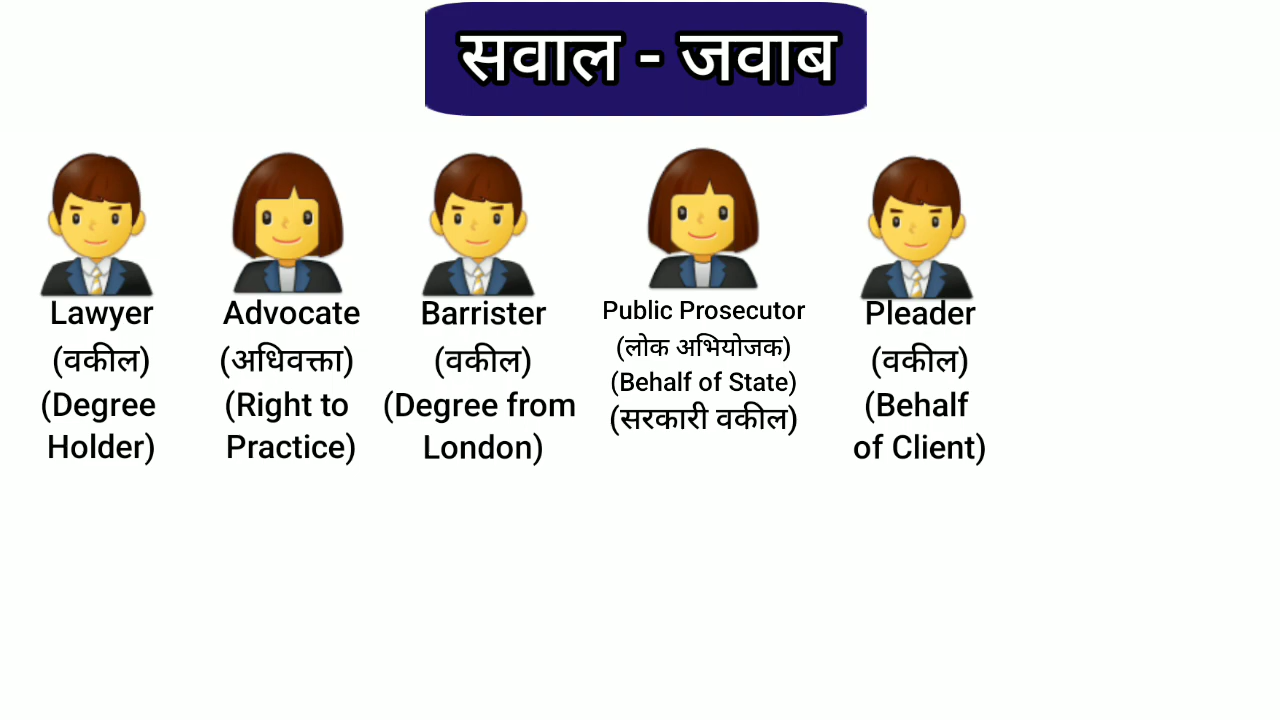 सवाल - जवाब
Lawyer
(वकील)
(Degree
Holder)
Advocate
(अधिवक्ता)
(Right to
Practice)
Barrister
(वकील)
(Degree from
London)
Public Prosecutor
(लोक अभियोजक)
(Behalf of State)
(सरकारी वकील)
Pleader
(वकील)
(Behalf
of Client)